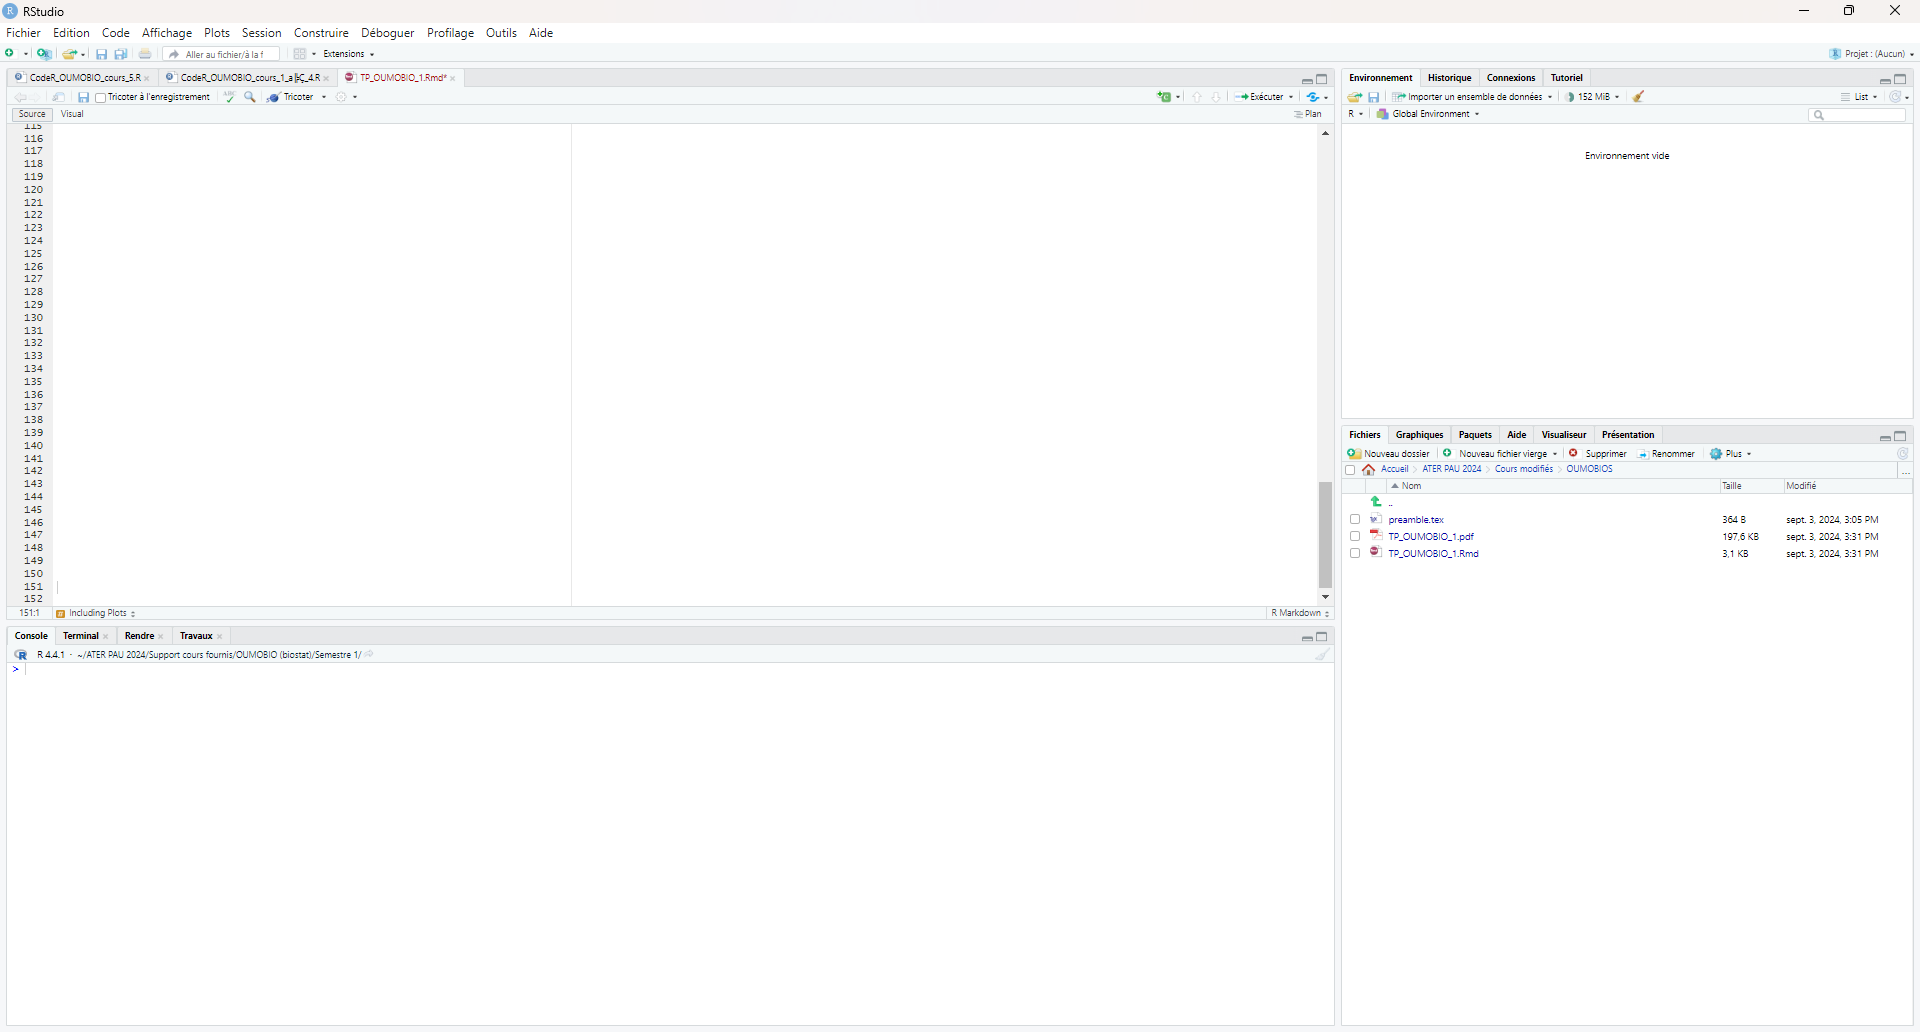 RStudio
Fichier Edition Code Affichage Plots Session Construire Déboguer Profilage Outils Aide
Aller au fichier/à la f Extensions Projet : (Aucun)
CodeR_OUMOBIO_cours_5.R CodeR_OUMOBIO_cours_1_a 4.R TP_OUMOBIO_1.Rmd*
Tricoter à l'enregistrement ABC Tricoter Exécuter
Source Visual Plan
115
116
117
118
119
120
121
122
123
124
125
126
127
128
129
130
131
132
133
134
135
136
137
138
139
140
141
142
143
144
145
146
147
148
149
150
151
152
151:1 # Including Plots R Markdown
Console Terminal Rendre Travaux
R 4.4.1 · ~/ATER PAU 2024/Support cours fournis/OUMOBIO (biostat)/Semestre 1/
>
Environnement Historique Connexions Tutoriel
Importer un ensemble de données 152 MiB List
R Global Environment
Environnement vide
Fichiers Graphiques Paquets Aide Visualiseur Présentation
Nouveau dossier Nouveau fichier vierge Supprimer Renommer Plus
Accueil ATER PAU 2024 Cours modifiés OUMOBIOS ...
Nom Taille Modifié
..
preamble.tex 364 B sept. 3, 2024, 3:05 PM
TP_OUMOBIO_1.pdf 197,6 KB sept. 3, 2024, 3:31 PM
TP_OUMOBIO_1.Rmd 3,1 KB sept. 3, 2024, 3:31 PM